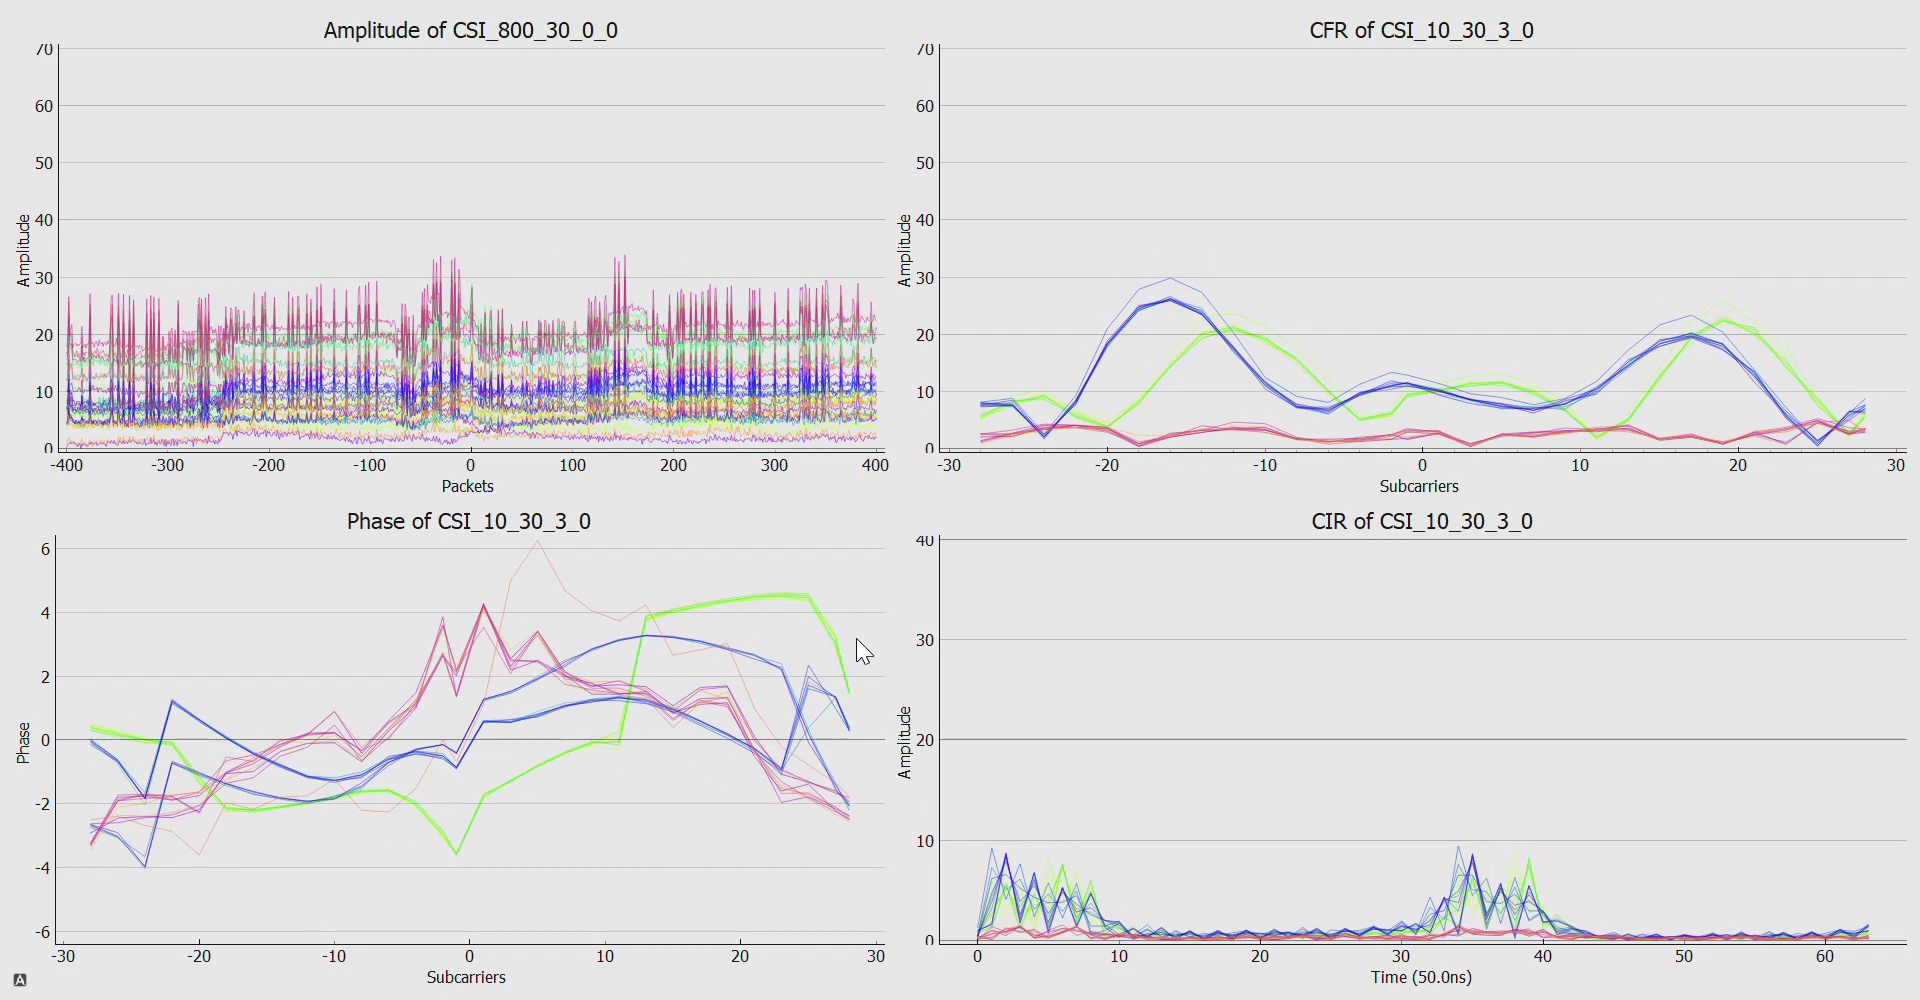 Amplitude of CSI_800_30_0_0
70
60
50
40
30
20
10
0
Amplitude
-400 -300 -200 -100 0 100 200 300 400
Packets
CFR of CSI_10_30_3_0
70
60
50
40
30
20
10
0
Amplitude
-30 -20 -10 0 10 20 30
Subcarriers
Phase of CSI_10_30_3_0
6
4
2
0
-2
-4
-6
Phase
-30 -20 -10 0 10 20 30
Subcarriers
A
CIR of CSI_10_30_3_0
40
30
20
10
0
Amplitude
0 10 20 30 40 50 60
Time (50.0ns)